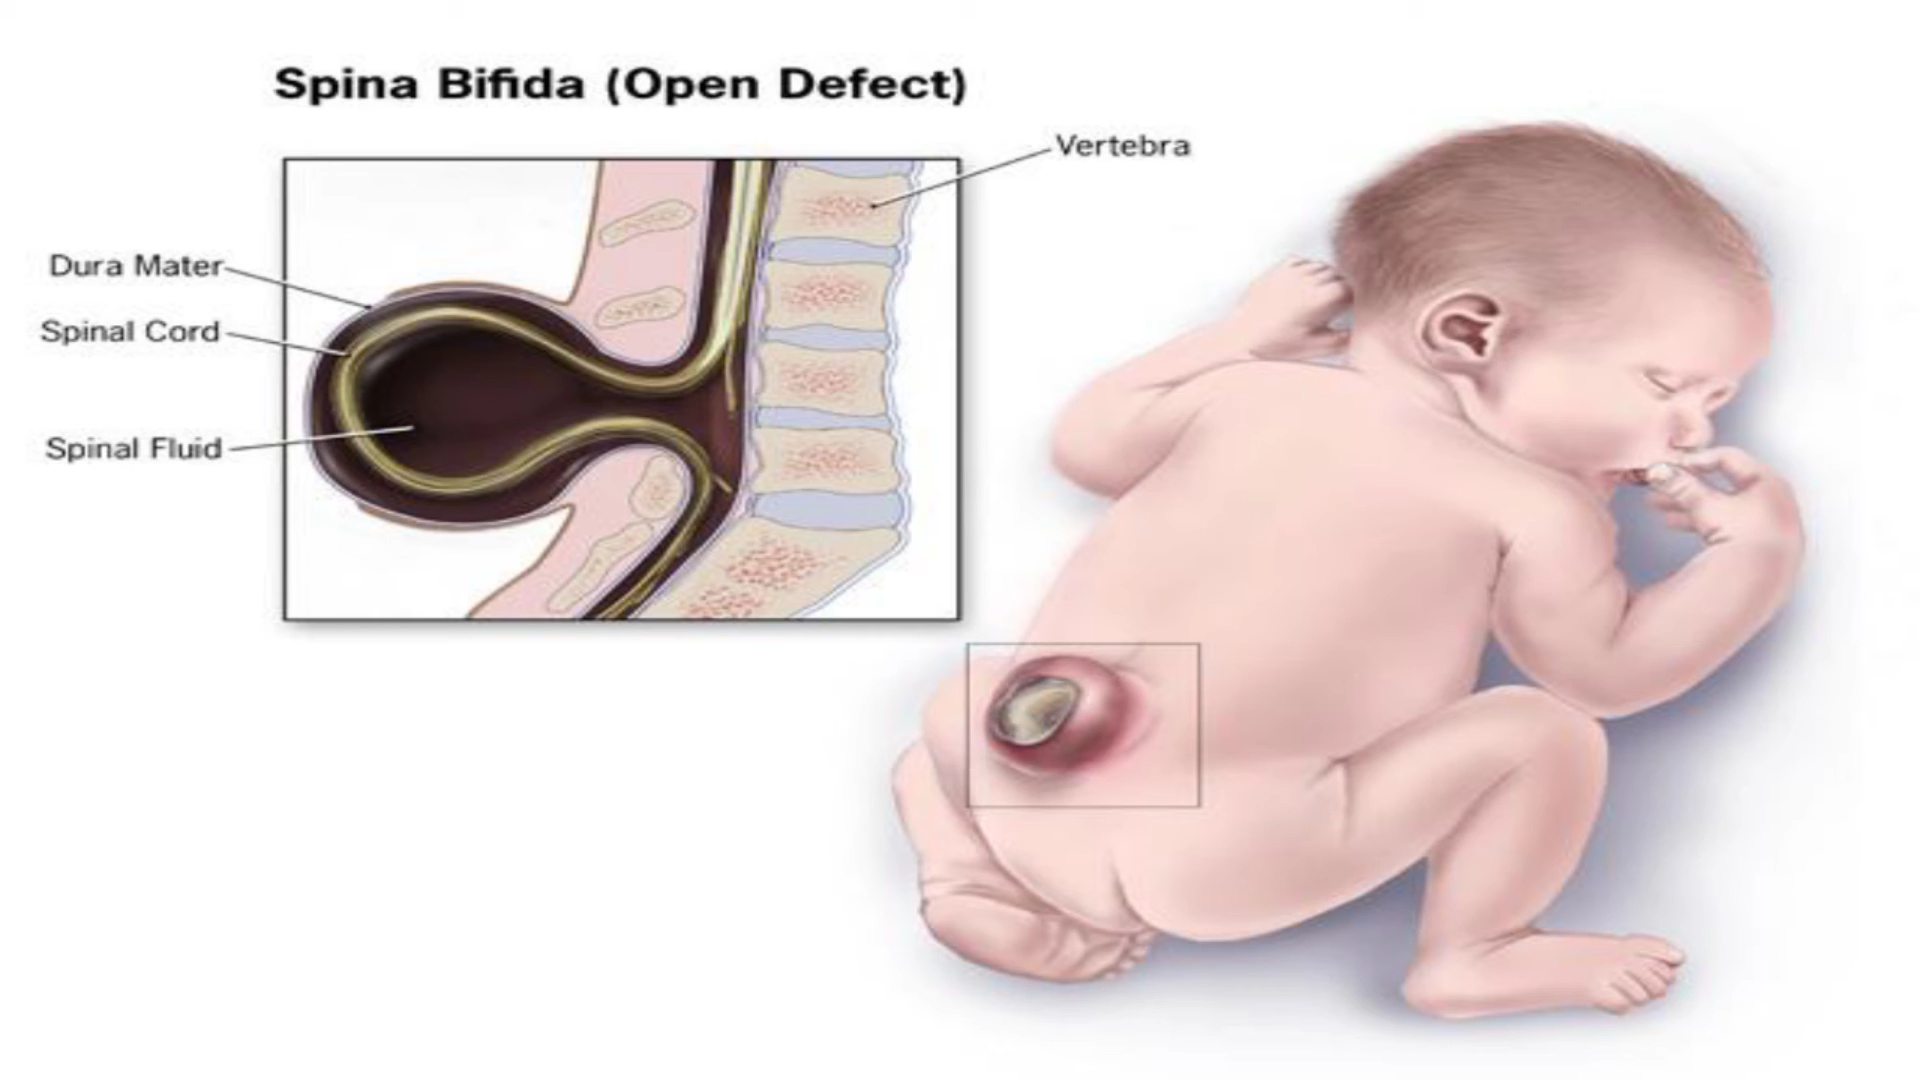 Spina Bifida (Open Defect)
Vertebra
Dura Mater
Spinal Cord
Spinal Fluid